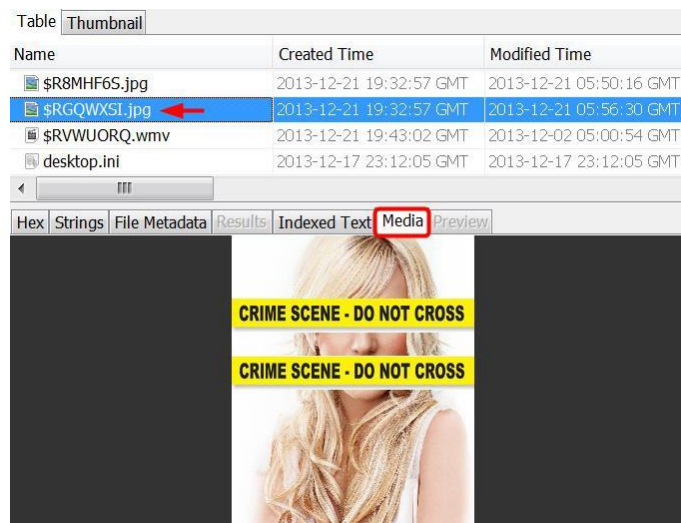 Table Thumbnail
Name Created Time Modified Time
$R8MHF6S.jpg 2013-12-21 19:32:57 GMT 2013-12-21 05:50:16 GMT
$RGQWXSI.jpg 2013-12-21 19:32:57 GMT 2013-12-21 05:56:30 GMT
$RVWUORQ.wmv 2013-12-21 19:43:02 GMT 2013-12-02 05:00:54 GMT
desktop.ini 2013-12-17 23:12:05 GMT 2013-12-17 23:12:05 GMT
Hex Strings File Metadata Results Indexed Text Media Preview
CRIME SCENE - DO NOT CROSS
CRIME SCENE - DO NOT CROSS